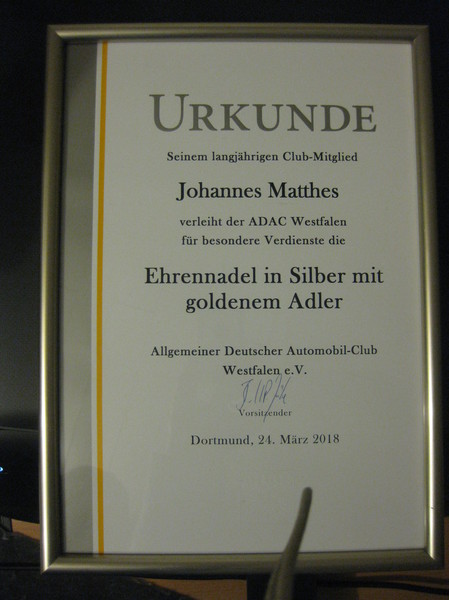 URKUNDE
Seinem langjährigen Club-Mitglied
Johannes Matthes
verleiht der ADAC Westfalen
für besondere Verdienste die
Ehrennadel in Silber mit
goldenem Adler
Allgemeiner Deutscher Automobil-Club
Westfalen e.V.
Vorsitzender
Dortmund, 24. März 2018